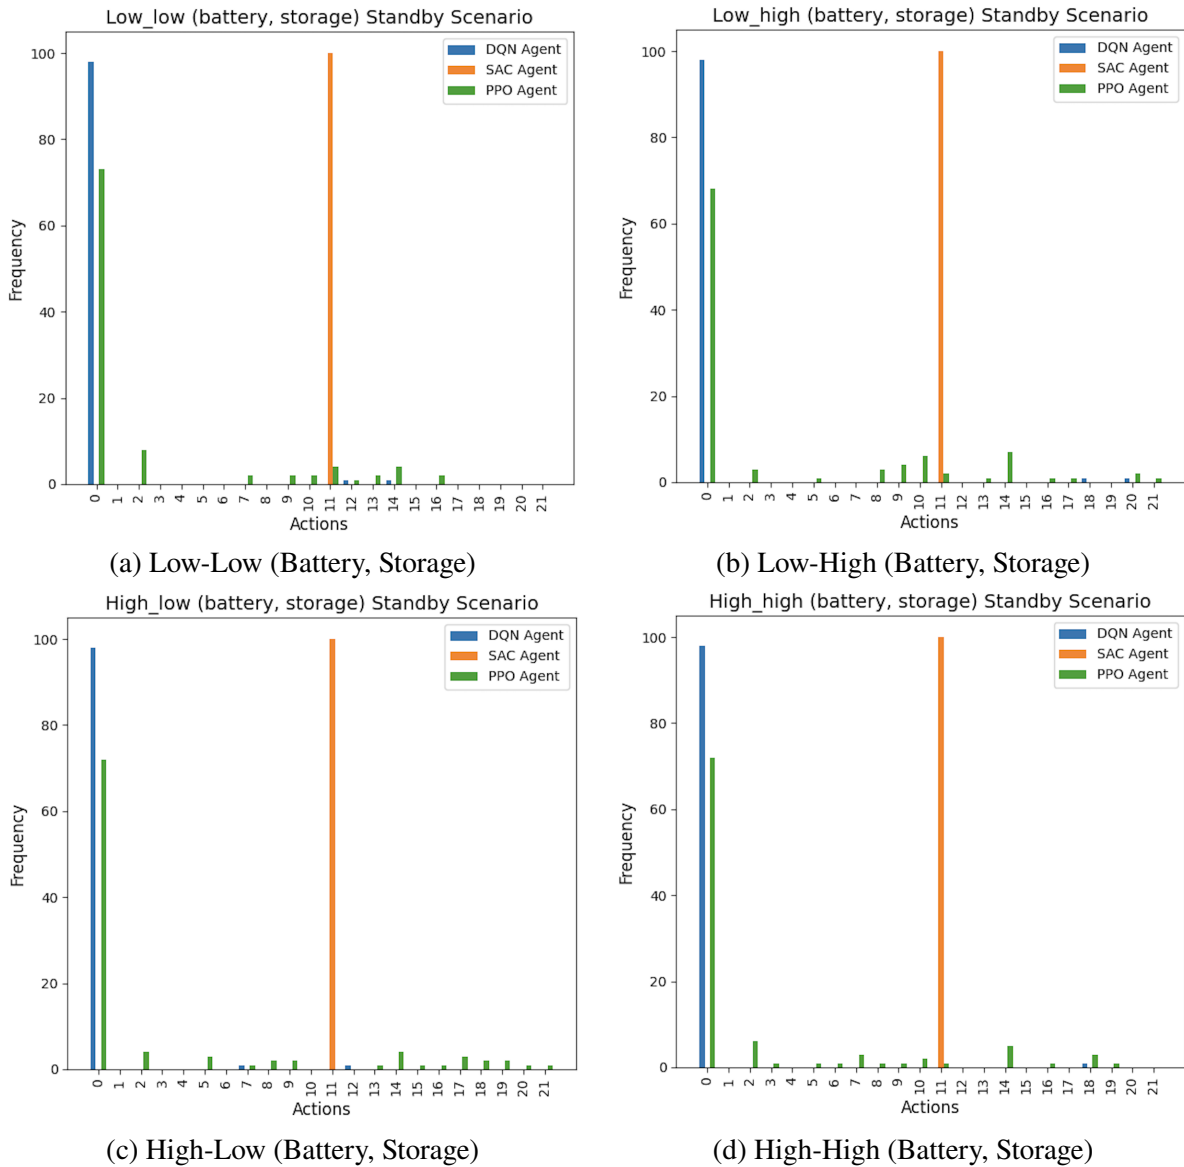 Low_low (battery, storage) Standby Scenario
DQN Agent
SAC Agent
PPO Agent
Frequency
100
80
60
40
20
0
0 1 2 3 4 5 6 7 8 9 10 11 12 13 14 15 16 17 18 19 20 21
Actions
(a) Low-Low (Battery, Storage)
Low_high (battery, storage) Standby Scenario
DQN Agent
SAC Agent
PPO Agent
Frequency
100
80
60
40
20
0
0 1 2 3 4 5 6 7 8 9 10 11 12 13 14 15 16 17 18 19 20 21
Actions
(b) Low-High (Battery, Storage)
High_low (battery, storage) Standby Scenario
DQN Agent
SAC Agent
PPO Agent
Frequency
100
80
60
40
20
0
0 1 2 3 4 5 6 7 8 9 10 11 12 13 14 15 16 17 18 19 20 21
Actions
(c) High-Low (Battery, Storage)
High_high (battery, storage) Standby Scenario
DQN Agent
SAC Agent
PPO Agent
Frequency
100
80
60
40
20
0
0 1 2 3 4 5 6 7 8 9 10 11 12 13 14 15 16 17 18 19 20 21
Actions
(d) High-High (Battery, Storage)